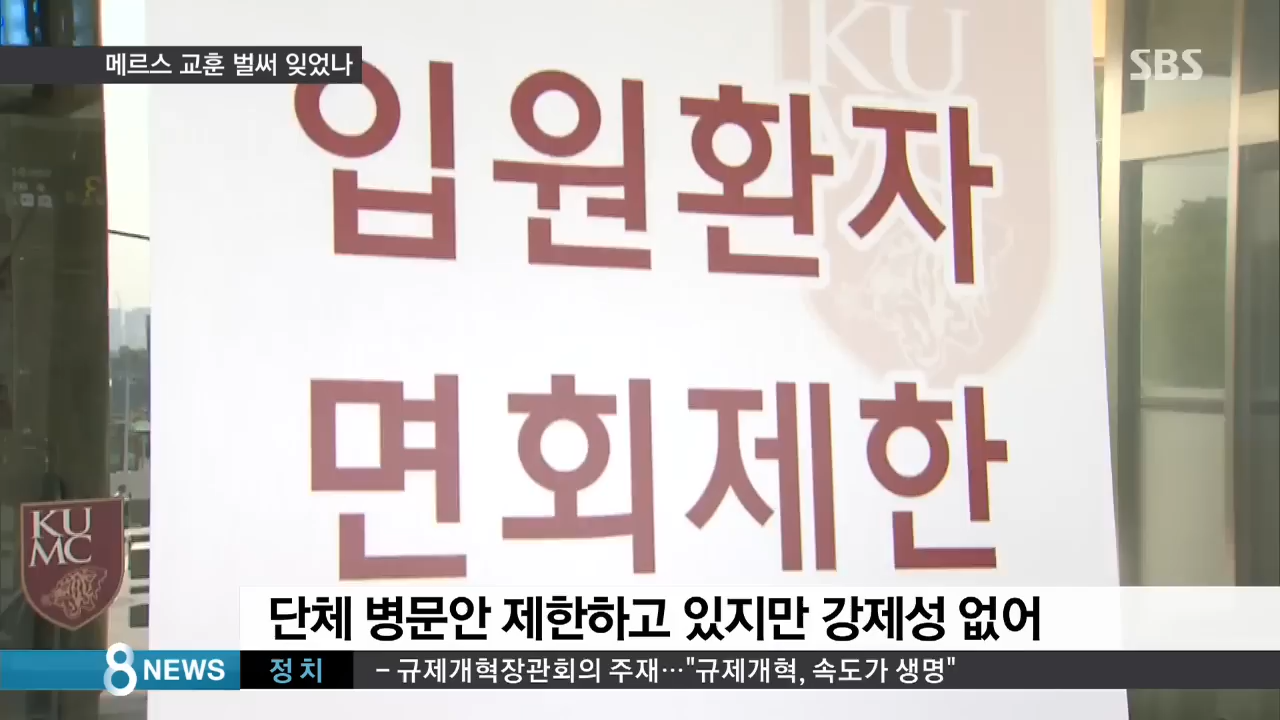 메르스 교훈 벌써 잊었나
SBS
KU
입원환자
면회제한
KU
MC
단체 병문안 제한하고 있지만 강제성 없어
8 NEWS
정치
- 규제개혁장관회의 주재…"규제개혁, 속도가 생명"